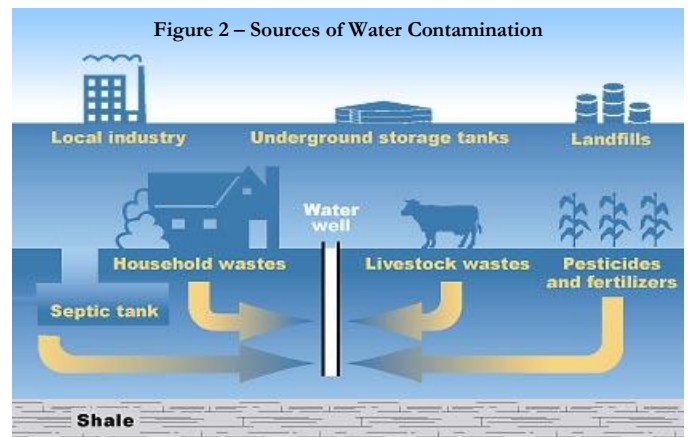 Figure 2 – Sources of Water Contamination
Local industry
Underground storage tanks
Landfills
Water
well
Household wastes
Livestock wastes
Pesticides
and fertilizers
Septic tank
Shale